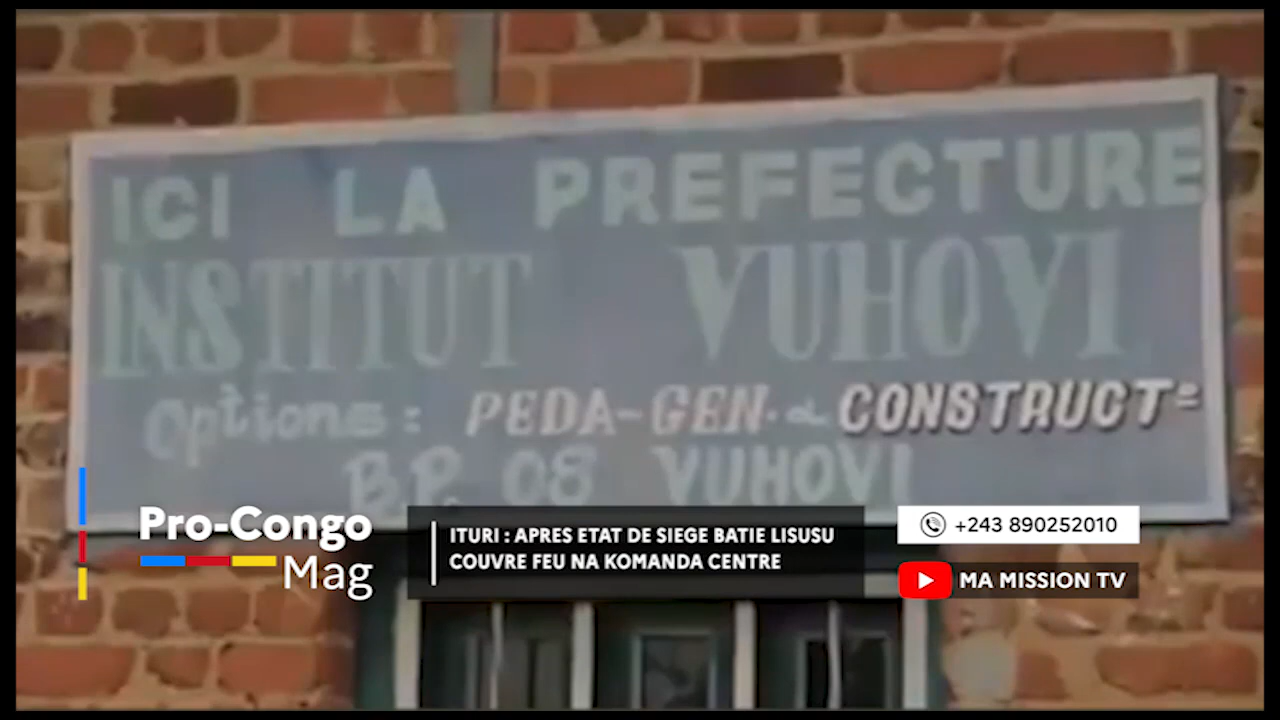 ICI LA PREFECTURE
INSTITUT VUHOVI
Options: PEDA-GEN. & CONSTRUCT=
B.P. 08 VUHOVI
Pro-Congo
Mag
ITURI : APRES ETAT DE SIEGE BATIE LISUSU
COUVRE FEU NA KOMANDA CENTRE
+243 890252010
MA MISSION TV